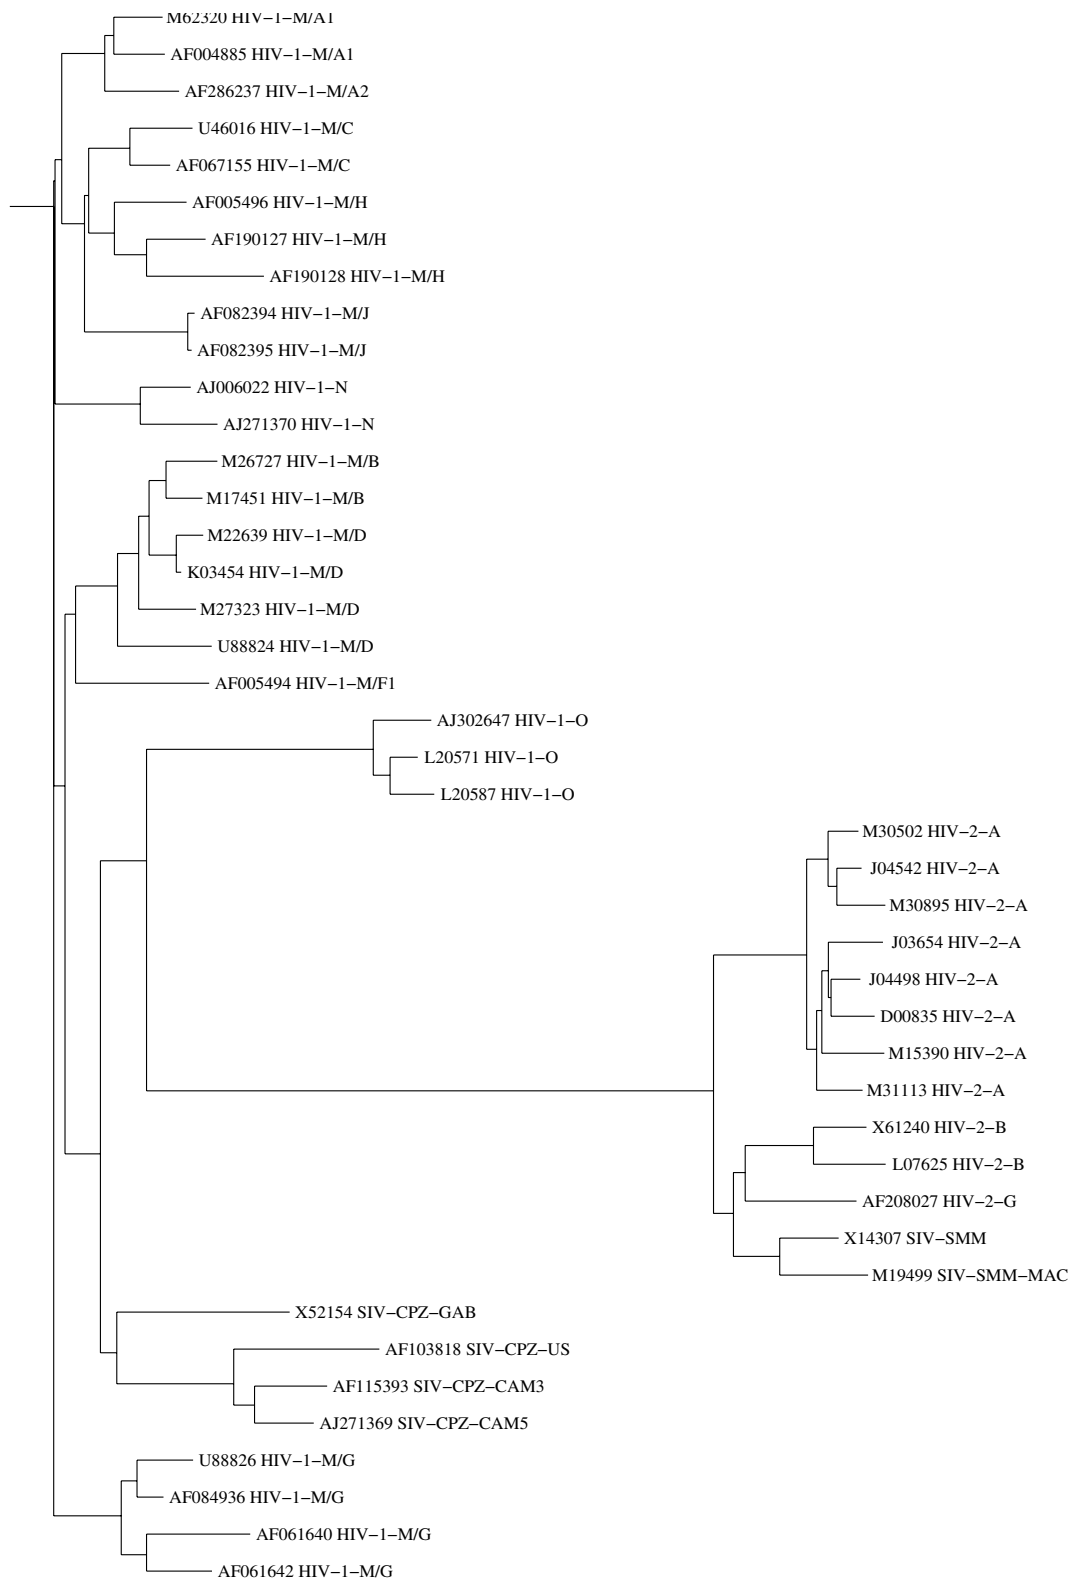 M62320 HIV−1−M/A1
AF004885 HIV−1−M/A1
AF286237 HIV−1−M/A2
U46016 HIV−1−M/C
AF067155 HIV−1−M/C
AF005496 HIV−1−M/H
AF190127 HIV−1−M/H
AF190128 HIV−1−M/H
AF082394 HIV−1−M/J
AF082395 HIV−1−M/J
AJ006022 HIV−1−N
AJ271370 HIV−1−N
M26727 HIV−1−M/B
M17451 HIV−1−M/B
M22639 HIV−1−M/D
K03454 HIV−1−M/D
M27323 HIV−1−M/D
U88824 HIV−1−M/D
AF005494 HIV−1−M/F1
AJ302647 HIV−1−O
L20571 HIV−1−O
L20587 HIV−1−O
M30502 HIV−2−A
J04542 HIV−2−A
M30895 HIV−2−A
J03654 HIV−2−A
J04498 HIV−2−A
D00835 HIV−2−A
M15390 HIV−2−A
M31113 HIV−2−A
X61240 HIV−2−B
L07625 HIV−2−B
AF208027 HIV−2−G
X14307 SIV−SMM
M19499 SIV−SMM−MAC
X52154 SIV−CPZ−GAB
AF103818 SIV−CPZ−US
AF115393 SIV−CPZ−CAM3
AJ271369 SIV−CPZ−CAM5
U88826 HIV−1−M/G
AF084936 HIV−1−M/G
AF061640 HIV−1−M/G
AF061642 HIV−1−M/G